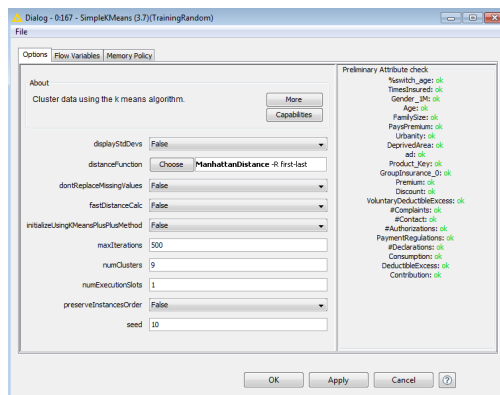 Dialog - 0:167 - SimpleKMeans (3.7)(TrainingRandom)
File
Options
Flow Variables
Memory Policy
About
Cluster data using the k means algorithm.
More
Capabilities
displayStdDevs False
distanceFunction Choose ManhattanDistance -R first-last
dontReplaceMissingValues False
fastDistanceCalc False
initializeUsingKMeansPlusPlusMethod False
maxIterations 500
numClusters 9
numExecutionSlots 1
preserveInstancesOrder False
seed 10
Preliminary Attribute check
%switch_age: ok
TimesInsured: ok
Gender_1M: ok
Age: ok
FamilySize: ok
PaysPremium: ok
Urbanity: ok
DeprivedArea: ok
ad: ok
Product_Key: ok
GroupInsurance_0: ok
Premium: ok
Discount: ok
VoluntaryDeductibleExcess: ok
#Complaints: ok
#Contact: ok
#Authorizations: ok
PaymentRegulations: ok
#Declarations: ok
Consumption: ok
DeductibleExcess: ok
Contribution: ok
OK
Apply
Cancel
?